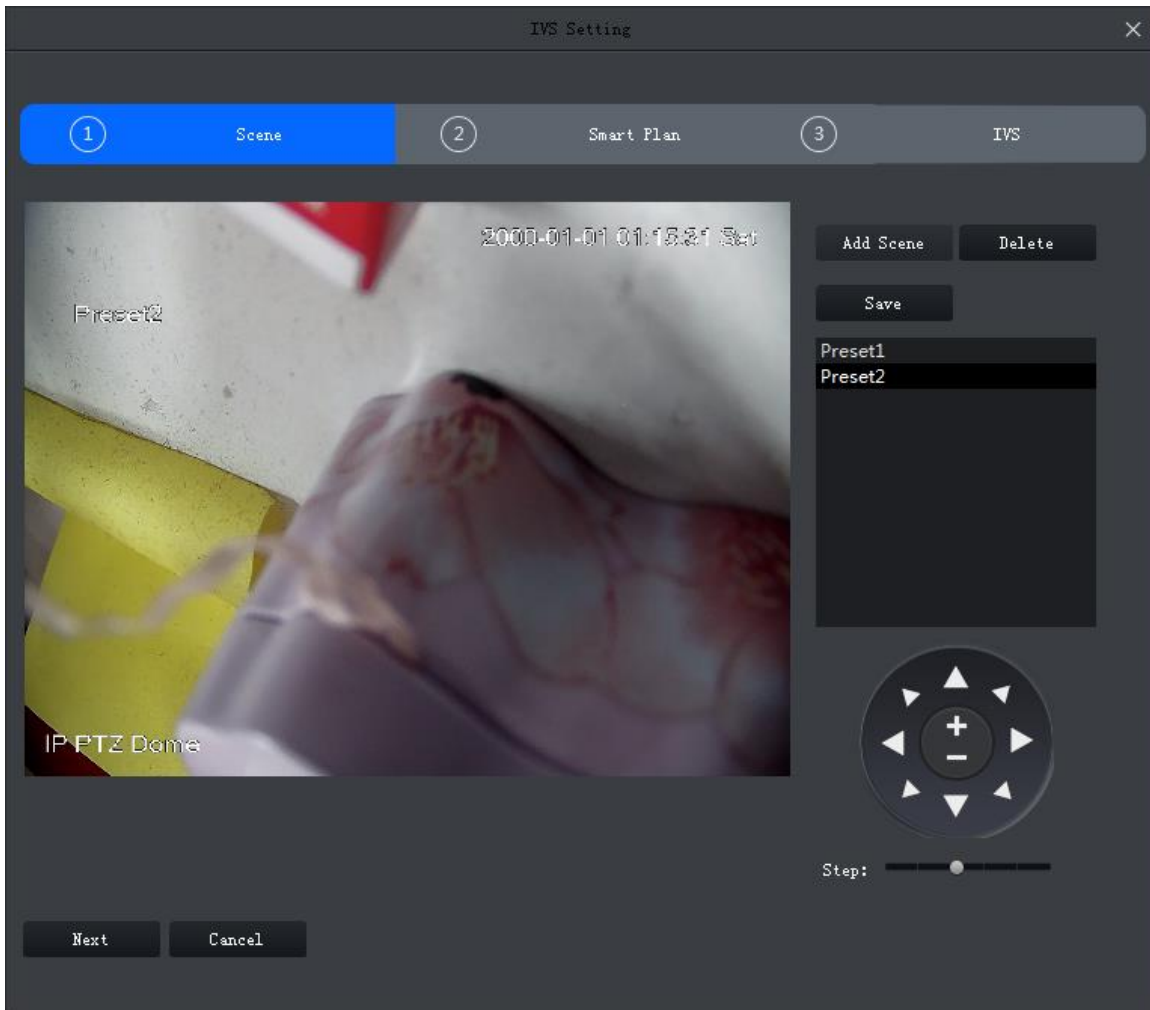 IVS Setting
1 Scene 2 Smart Plan 3 IVS
2000-01-01 01:15:21 Sat
Add Scene Delete
Preset2
Save
Preset1
Preset2
IP PTZ Dome
Step:
Next Cancel